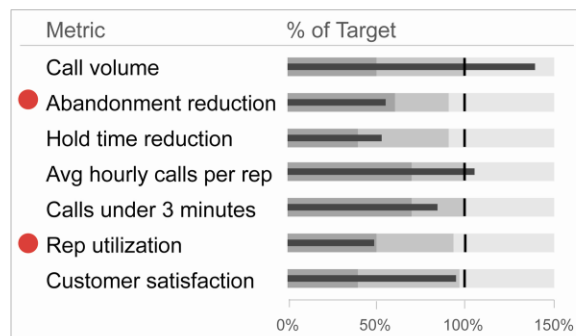 Metric % of Target
Call volume
Abandonment reduction
Hold time reduction
Avg hourly calls per rep
Calls under 3 minutes
Rep utilization
Customer satisfaction
0% 50% 100% 150%